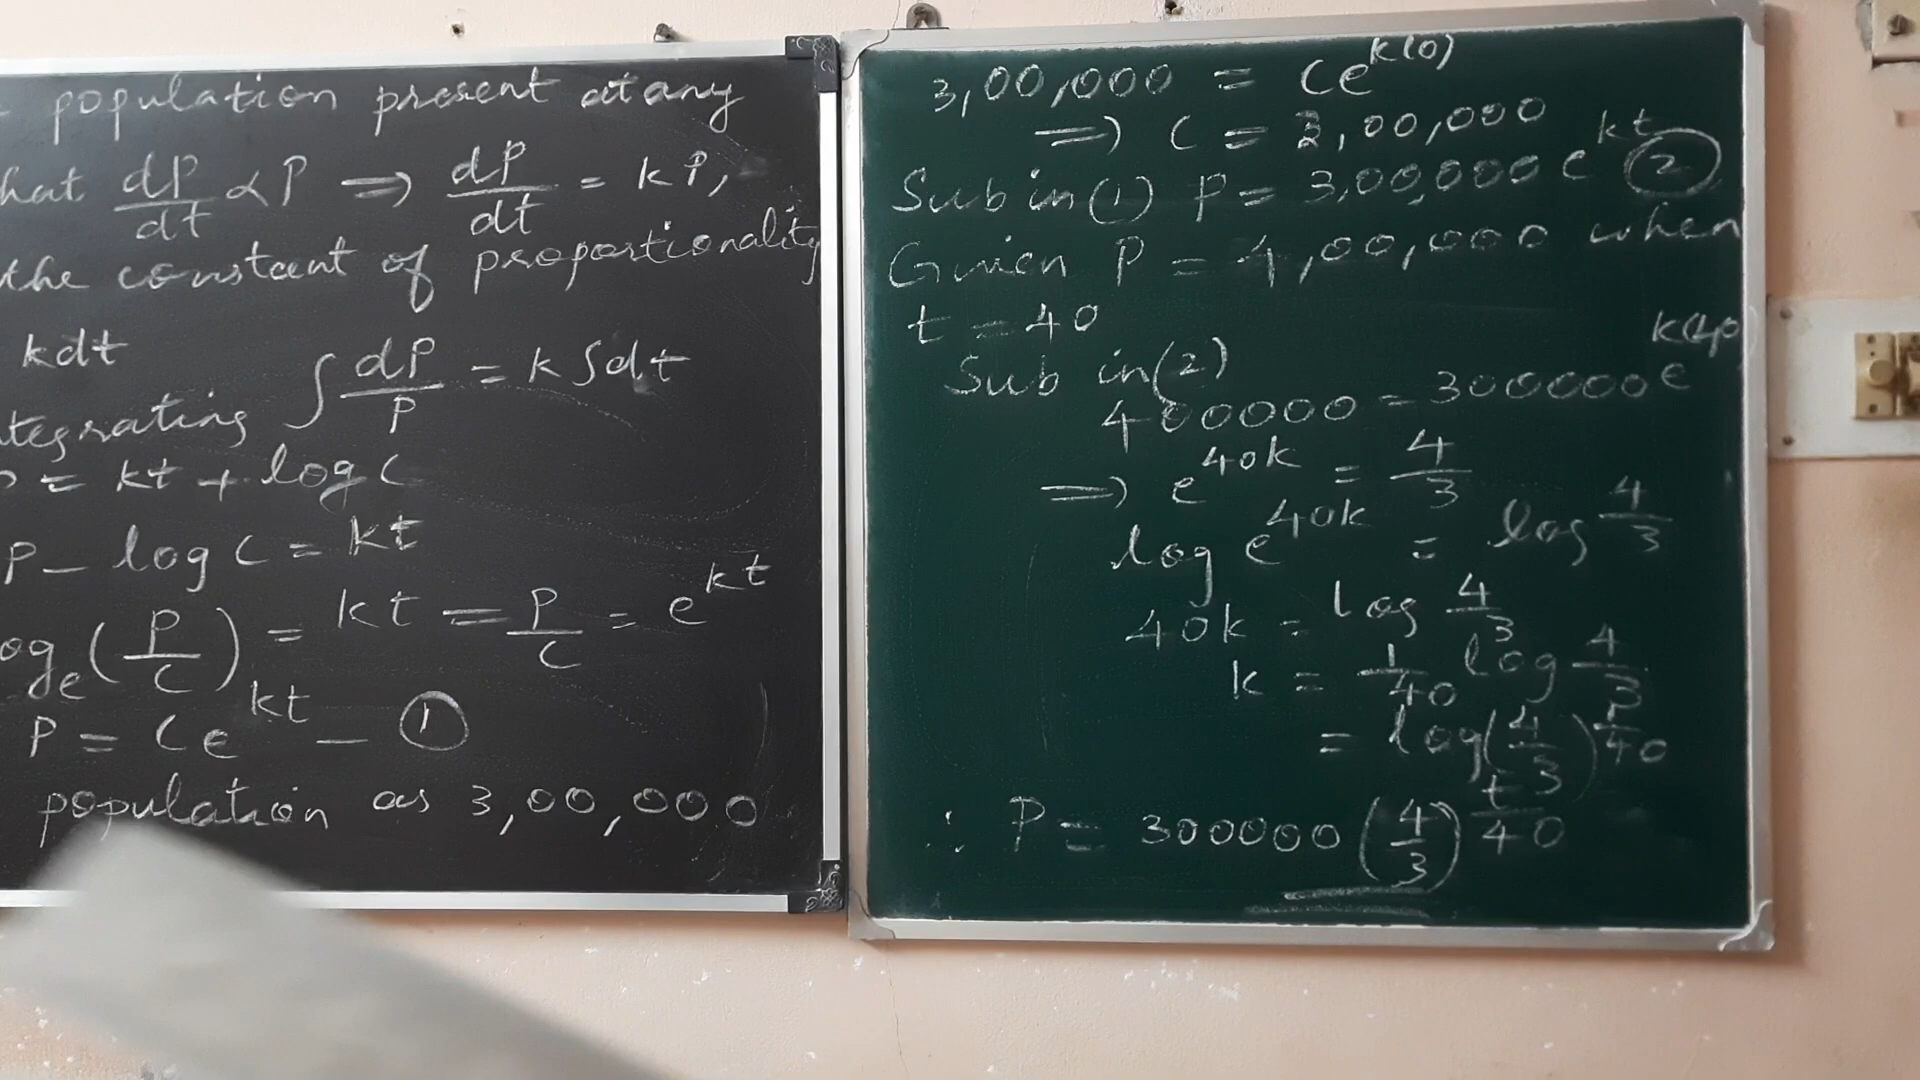 population present at any
dP/dt ∝ P ⇒ dP/dt = kP,
the constant of proportionality
kdt
∫ dP/P = k ∫dt
= kt + log C
P - log C = kt
(P/C) = kt = P/C = e^kt
P = Ce^kt - ①
population as 3,00,000
3,00,000 = Ce^k(0)
⇒ C = 3,00,000
Sub in (1) P = 3,00,000 e^kt ②
Given P = 4,00,000 when
t = 40
Sub in (2)
400000 = 300000 e^k(40)
⇒ e^40k = 4/3
log e^40k = log 4/3
40k = log 4/3
k = 1/40 log 4/3
= log (4/3)^1/40
∴ P = 300000 (4/3)^t/40